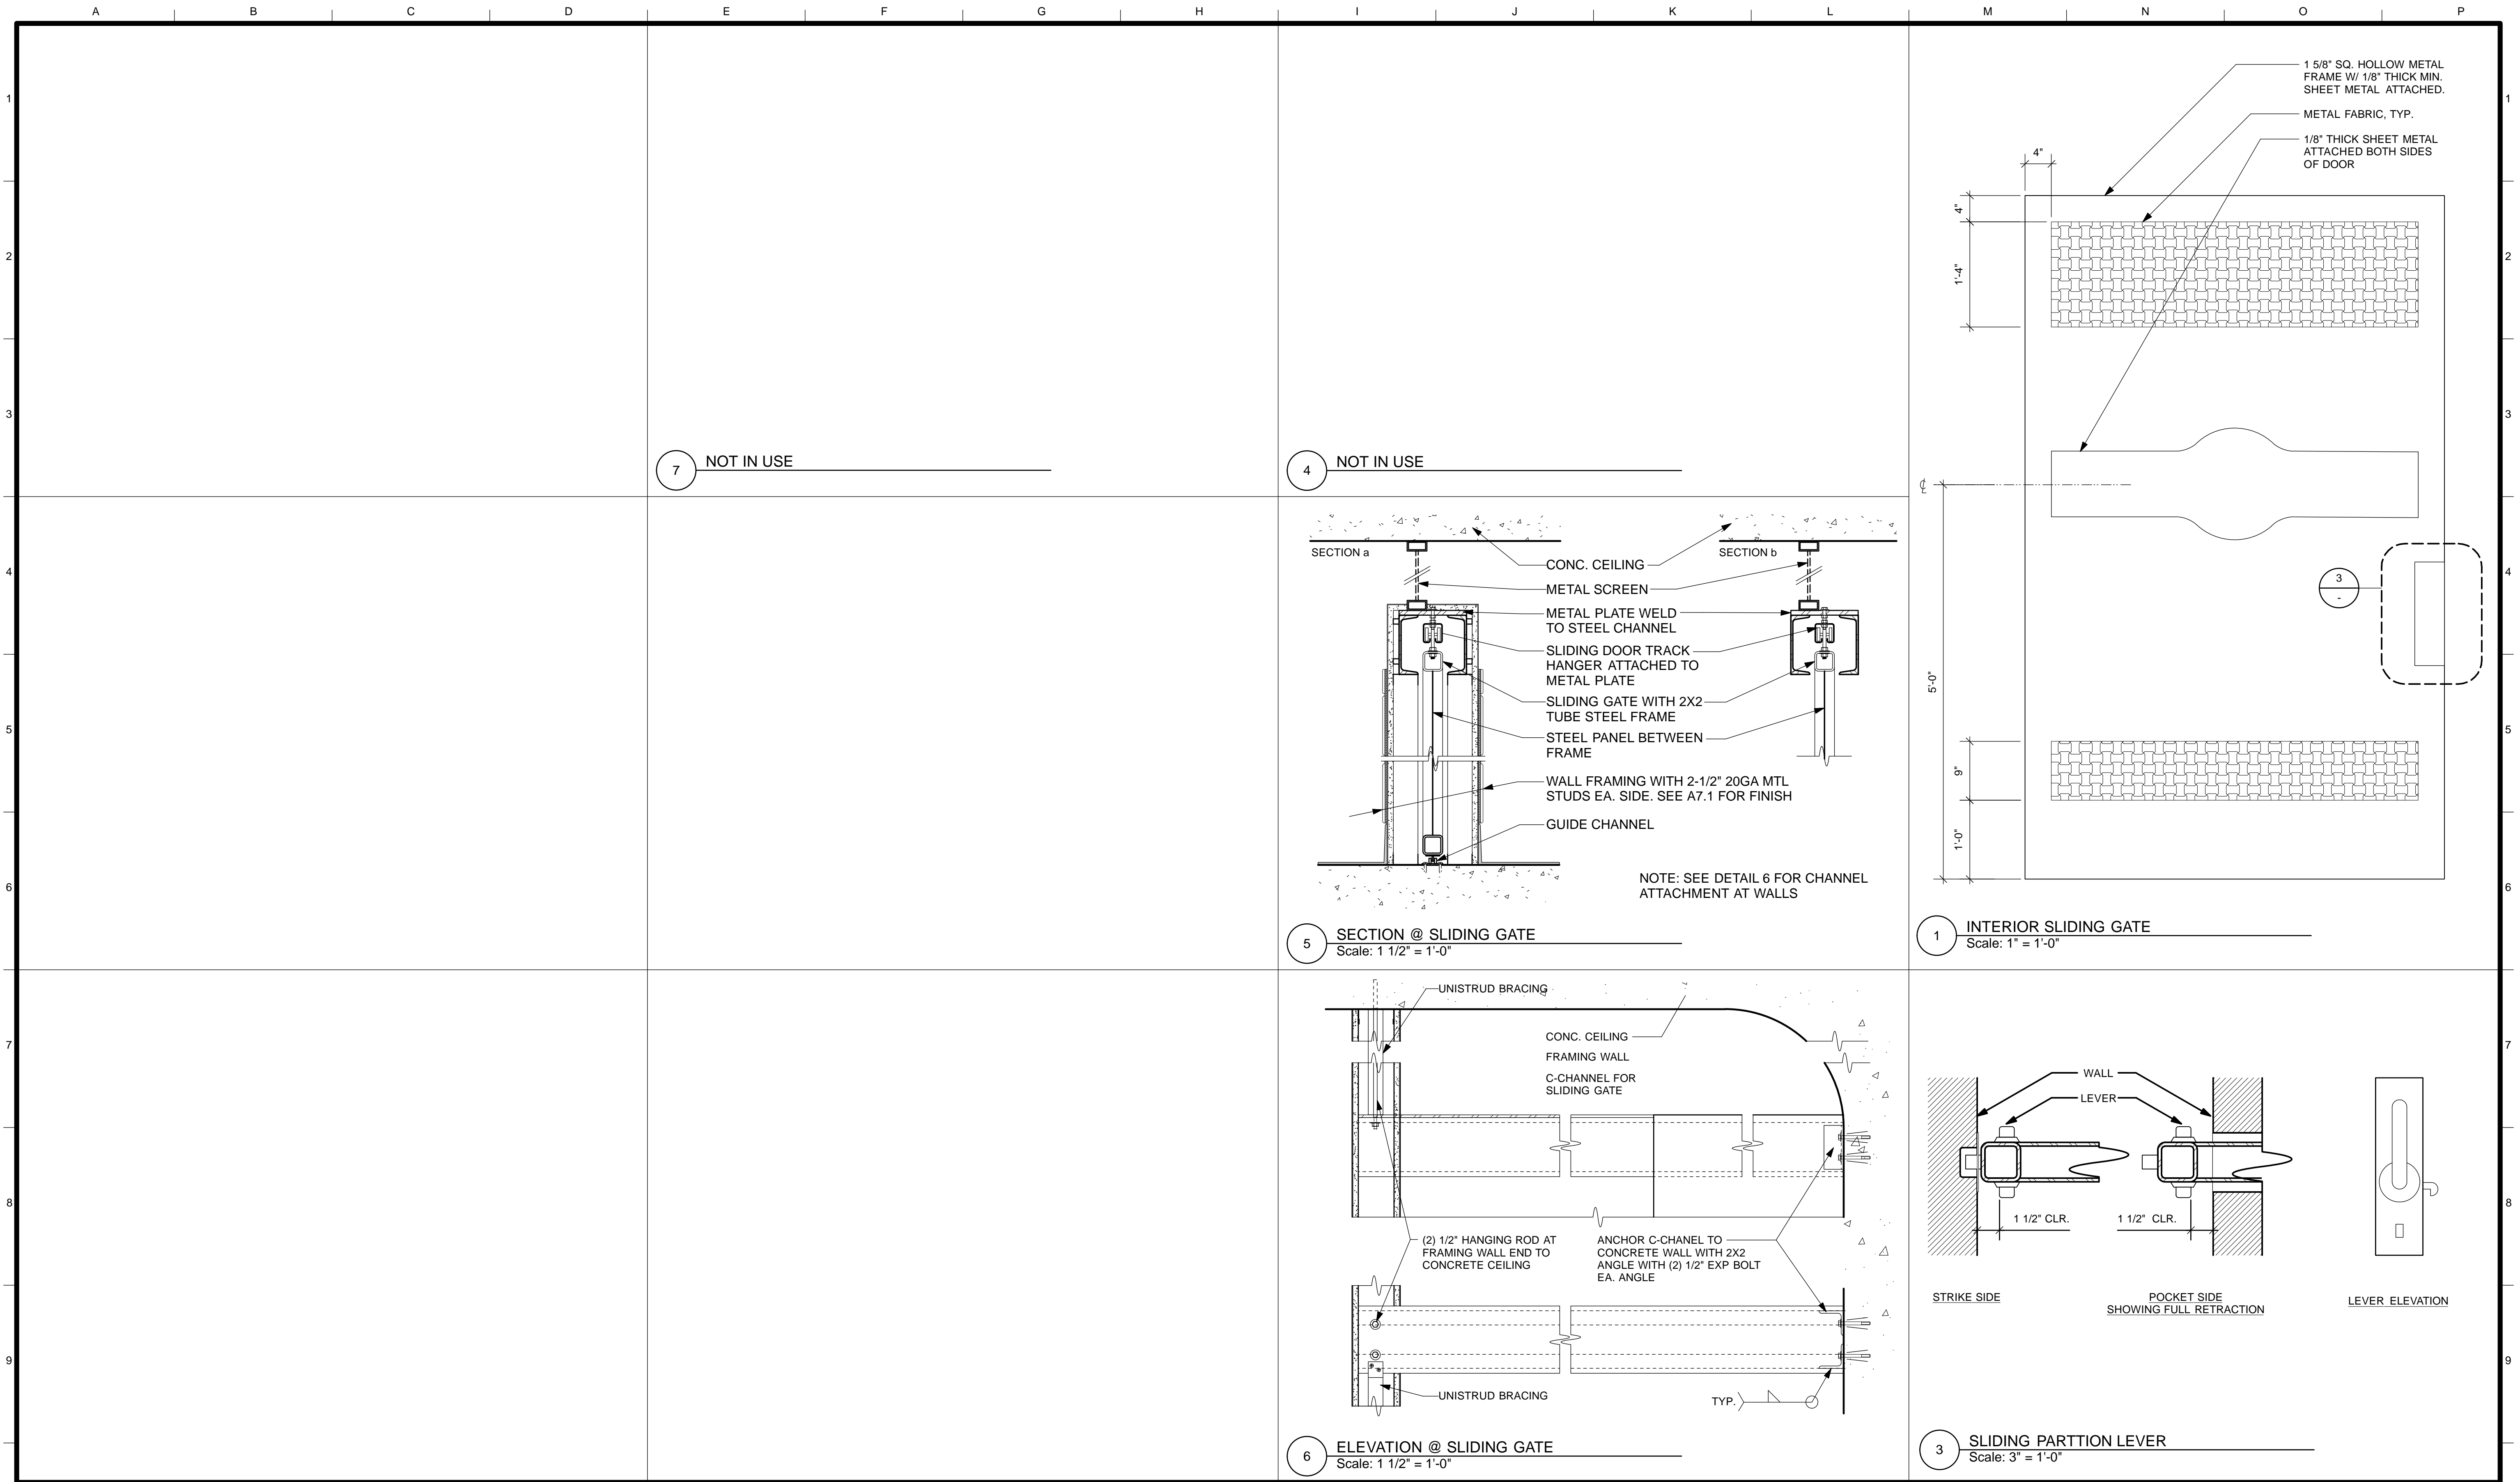 A B C D E F G H I J K L M N O P
1
2
3
4
5
6
7
8
9
7 NOT IN USE
4 NOT IN USE
SECTION a
SECTION b
CONC. CEILING
METAL SCREEN
METAL PLATE WELD
TO STEEL CHANNEL
SLIDING DOOR TRACK
HANGER ATTACHED TO
METAL PLATE
SLIDING GATE WITH 2X2
TUBE STEEL FRAME
STEEL PANEL BETWEEN
FRAME
WALL FRAMING WITH 2-1/2" 20GA MTL
STUDS EA. SIDE. SEE A7.1 FOR FINISH
GUIDE CHANNEL
NOTE: SEE DETAIL 6 FOR CHANNEL
ATTACHMENT AT WALLS
5 SECTION @ SLIDING GATE
Scale: 1 1/2" = 1'-0"
UNISTRUD BRACING
CONC. CEILING
FRAMING WALL
C-CHANNEL FOR
SLIDING GATE
(2) 1/2" HANGING ROD AT
FRAMING WALL END TO
CONCRETE CEILING
ANCHOR C-CHANEL TO
CONCRETE WALL WITH 2X2
ANGLE WITH (2) 1/2" EXP BOLT
EA. ANGLE
UNISTRUD BRACING
TYP.
6 ELEVATION @ SLIDING GATE
Scale: 1 1/2" = 1'-0"
1 5/8" SQ. HOLLOW METAL
FRAME W/ 1/8" THICK MIN.
SHEET METAL ATTACHED.
METAL FABRIC, TYP.
1/8" THICK SHEET METAL
ATTACHED BOTH SIDES
OF DOOR
4"
4"
1'-4"
℄
3
-
5'-0"
9"
1'-0"
1 INTERIOR SLIDING GATE
Scale: 1" = 1'-0"
WALL
LEVER
1 1/2" CLR.
1 1/2" CLR.
STRIKE SIDE
POCKET SIDE
SHOWING FULL RETRACTION
LEVER ELEVATION
3 SLIDING PARTTION LEVER
Scale: 3" = 1'-0"
1
2
3
4
5
6
7
8
9